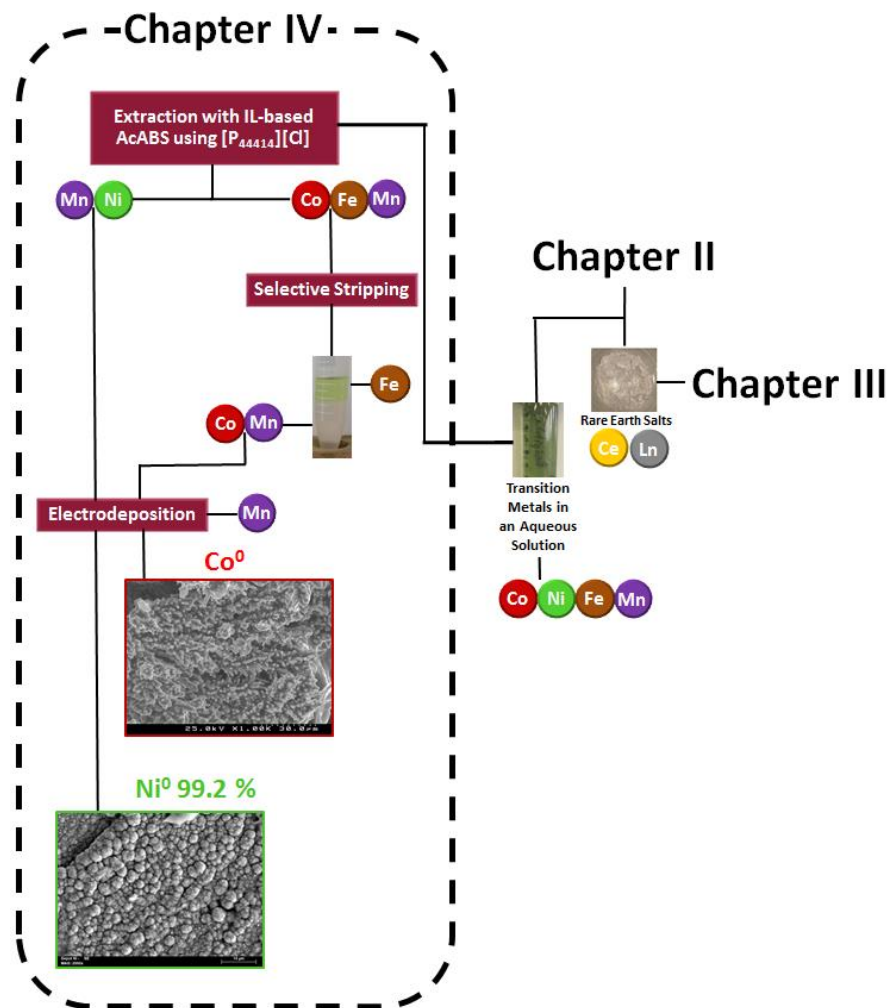 Chapter IV
Extraction with IL-based
AcABS using [P₄₄₄₁₄][Cl]
Mn Ni
Co Fe Mn
Selective Stripping
Fe
Co Mn
Electrodeposition
Mn
Co⁰
25.0kV X1.00K 30.0µm
Ni⁰ 99.2 %
Chapter II
Chapter III
Rare Earth Salts
Ce Ln
Transition
Metals in
an Aqueous
Solution
Co Ni Fe Mn